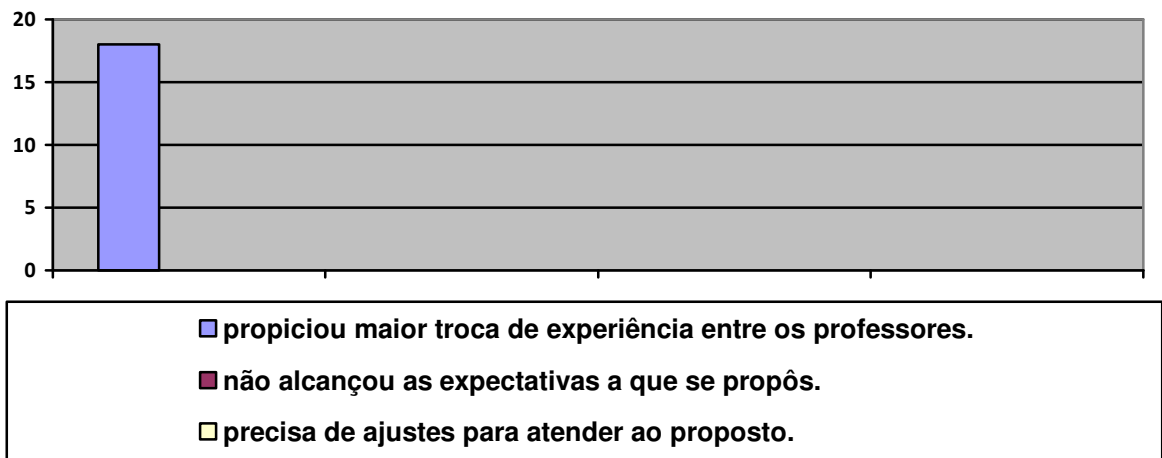 20
15
10
5
0
propiciou maior troca de experiência entre os professores.
não alcançou as expectativas a que se propôs.
precisa de ajustes para atender ao proposto.